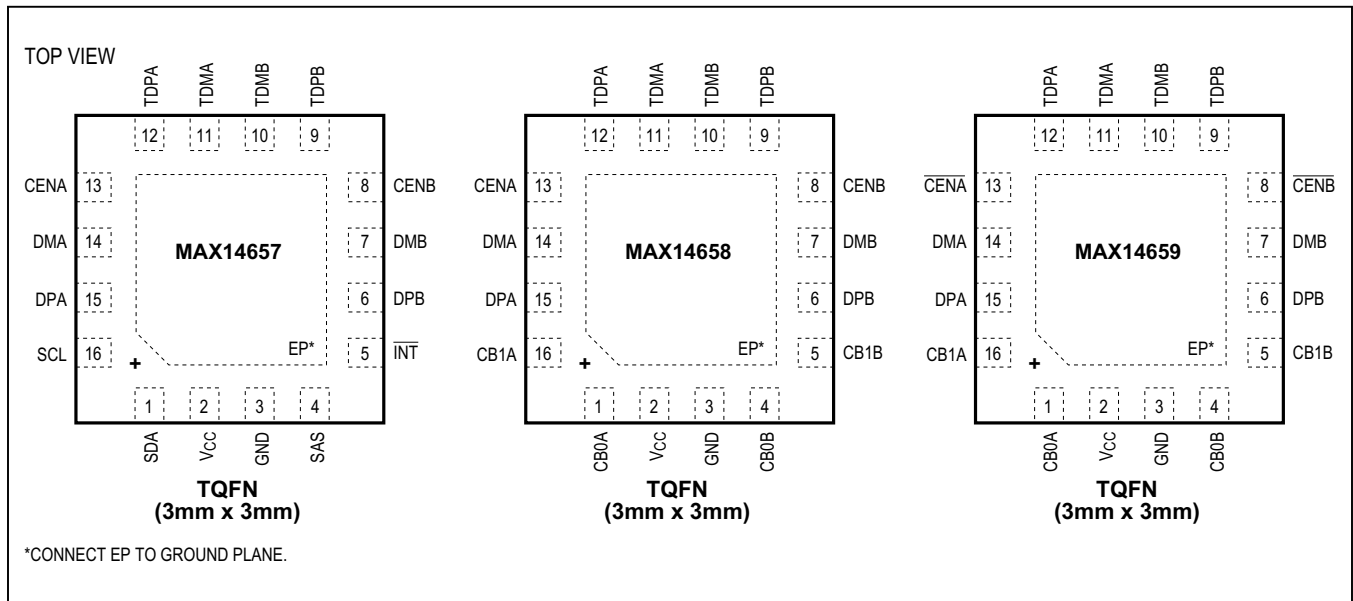 TOP VIEW
TDPA TDMA TDMB TDPB
12 11 10 9
CENA 13 8 CENB
DMA 14 MAX14657 7 DMB
DPA 15 6 DPB
SCL 16 + EP* 5 INT
1 2 3 4
SDA VCC GND SAS
TQFN
(3mm x 3mm)
TDPA TDMA TDMB TDPB
12 11 10 9
CENA 13 8 CENB
DMA 14 MAX14658 7 DMB
DPA 15 6 DPB
CB1A 16 + EP* 5 CB1B
1 2 3 4
CB0A VCC GND CB0B
TQFN
(3mm x 3mm)
TDPA TDMA TDMB TDPB
12 11 10 9
CENA 13 8 CENB
DMA 14 MAX14659 7 DMB
DPA 15 6 DPB
CB1A 16 + EP* 5 CB1B
1 2 3 4
CB0A VCC GND CB0B
TQFN
(3mm x 3mm)
*CONNECT EP TO GROUND PLANE.